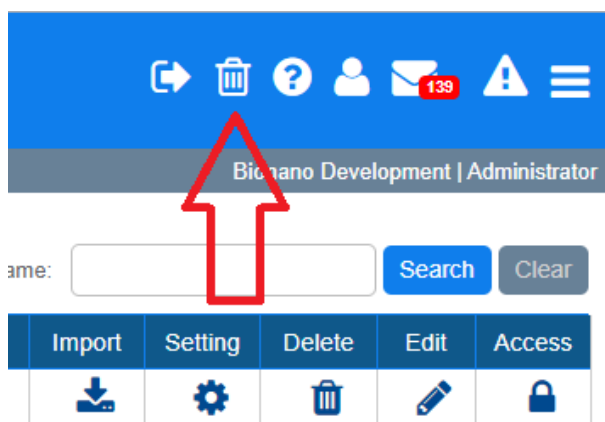 139
Bionano Development | Administrator
ame:
Search
Clear
Import
Setting
Delete
Edit
Access